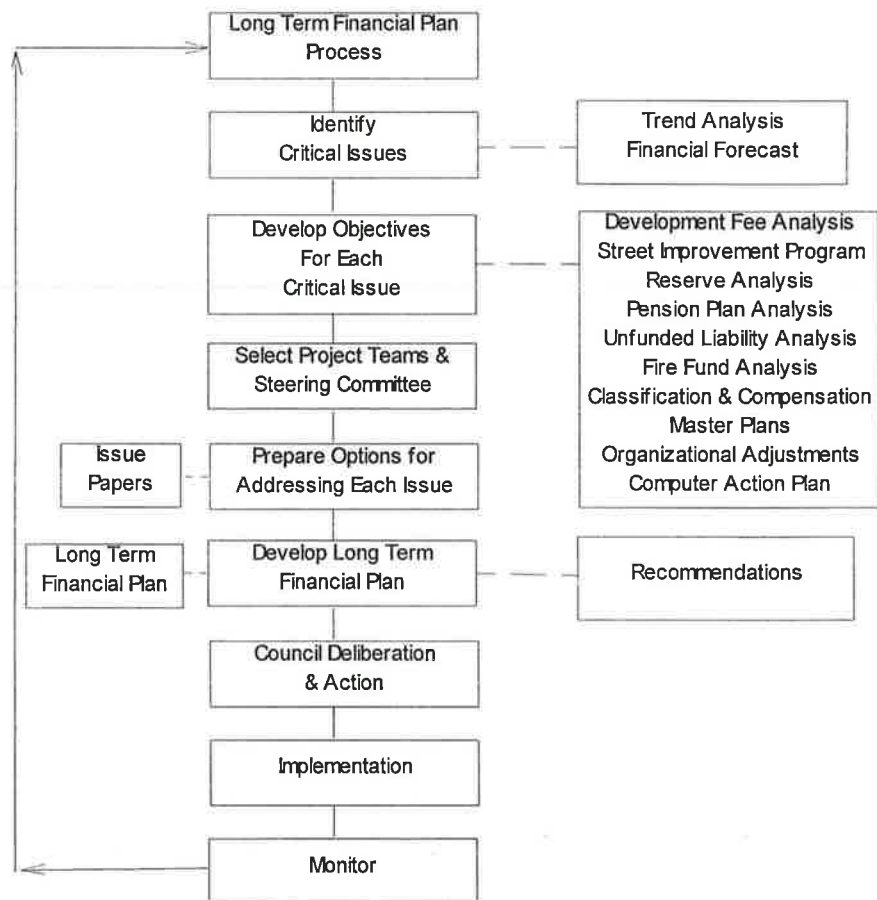 Long Term Financial Plan
Process
Identify
Critical Issues
Trend Analysis
Financial Forecast
Develop Objectives
For Each
Critical Issue
Development Fee Analysis
Street Improvement Program
Reserve Analysis
Pension Plan Analysis
Unfunded Liability Analysis
Fire Fund Analysis
Classification & Compensation
Master Plans
Organizational Adjustments
Computer Action Plan
Select Project Teams &
Steering Committee
Issue
Papers
Prepare Options for
Addressing Each Issue
Long Term
Financial Plan
Develop Long Term
Financial Plan
Recommendations
Council Deliberation
& Action
Implementation
Monitor